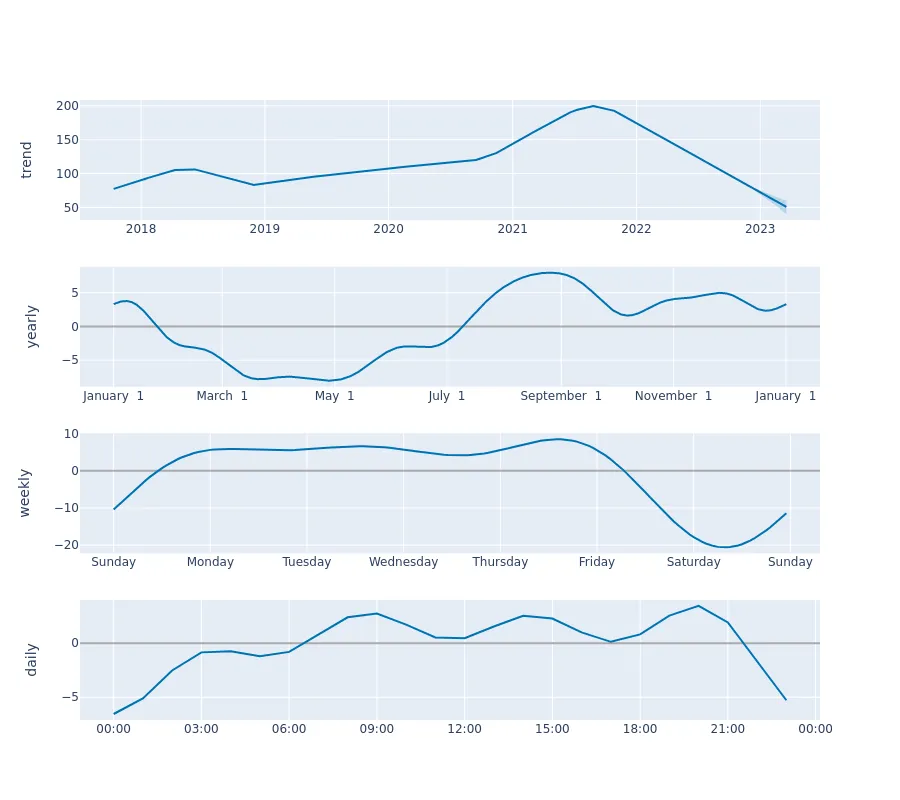 trend
200
150
100
50
2018 2019 2020 2021 2022 2023
yearly
5
0
−5
January 1 March 1 May 1 July 1 September 1 November 1 January 1
weekly
10
0
−10
−20
Sunday Monday Tuesday Wednesday Thursday Friday Saturday Sunday
daily
0
−5
00:00 03:00 06:00 09:00 12:00 15:00 18:00 21:00 00:00